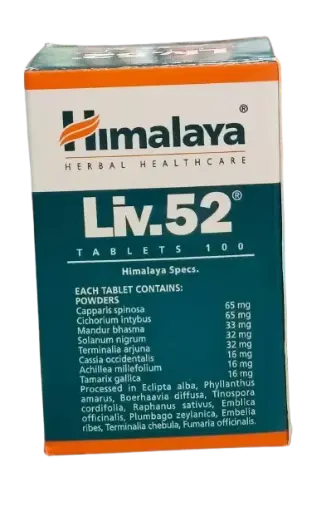 Himalaya®
HERBAL HEALTHCARE
Liv.52®
TABLETS 100
Himalaya Specs.
EACH TABLET CONTAINS:
POWDERS
Capparis spinosa 65 mg
Cichorium intybus 65 mg
Mandur bhasma 33 mg
Solanum nigrum 32 mg
Terminalia arjuna 32 mg
Cassia occidentalis 16 mg
Achillea millefolium 16 mg
Tamarix gallica 16 mg
Processed in Eclipta alba, Phyllanthus
amarus, Boerhaavia diffusa, Tinospora
cordifolia, Raphanus sativus, Emblica
officinalis, Plumbago zeylanica, Embelia
ribes, Terminalia chebula, Fumaria officinalis.